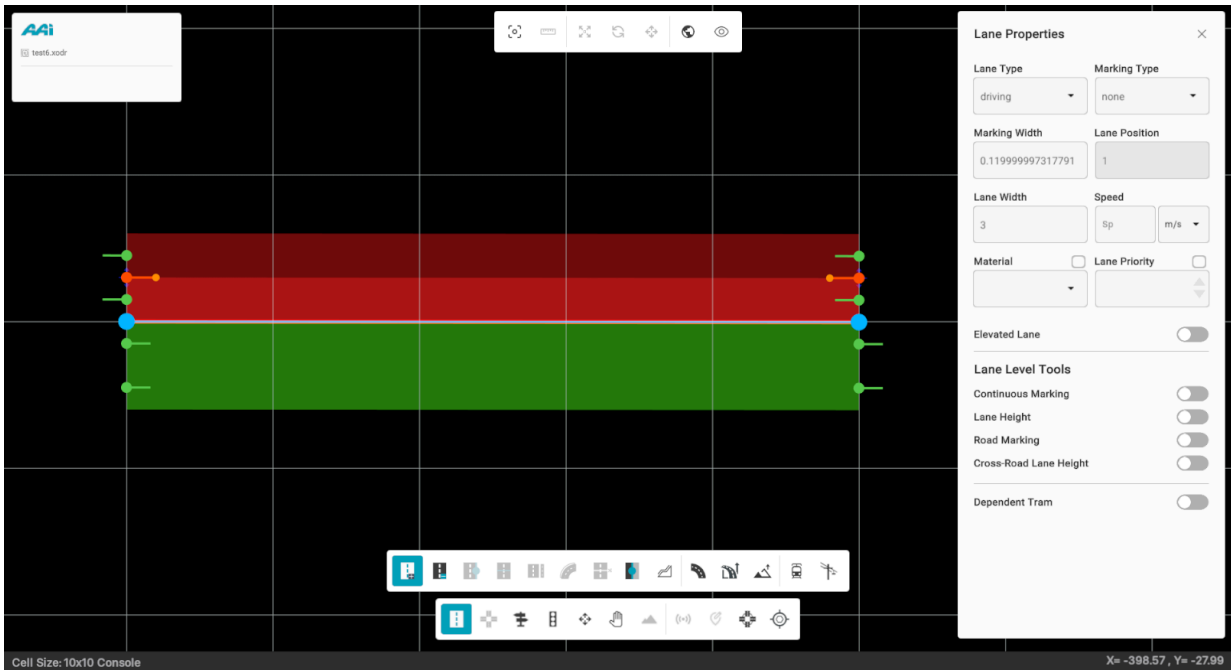 AAi
test6.xodr
Lane Properties
Lane Type Marking Type
driving none
Marking Width Lane Position
0.119999997317791 1
Lane Width Speed
3 Sp m/s
Material Lane Priority
Elevated Lane
Lane Level Tools
Continuous Marking
Lane Height
Road Marking
Cross-Road Lane Height
Dependent Tram
Cell Size: 10x10 Console X= -398.57 , Y= -27.99